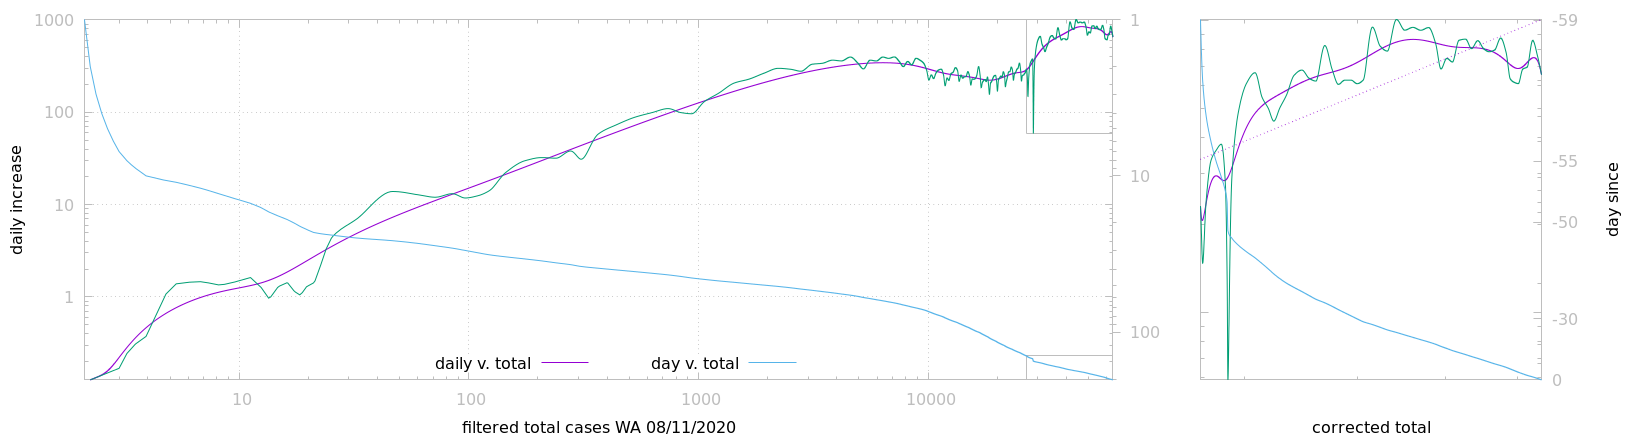 1000
100
10
1
daily increase
1
10
100
daily v. total
day v. total
10
100
1000
10000
filtered total cases WA 08/11/2020
-59
-55
-50
-30
0
day since
corrected total